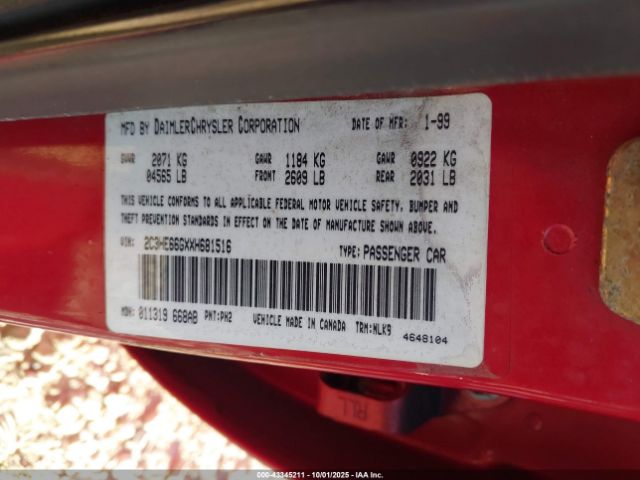 MFD BY DAIMLERCHRYSLER CORPORATION DATE OF MFR: 1-99
GVWR 2071 KG GAWR 1184 KG GAWR 0922 KG
04565 LB FRONT 2609 LB REAR 2031 LB
THIS VEHICLE CONFORMS TO ALL APPLICABLE FEDERAL MOTOR VEHICLE SAFETY, BUMPER AND
THEFT PREVENTION STANDARDS IN EFFECT ON THE DATE OF MANUFACTURE SHOWN ABOVE.
VIN: 2C3HE66GXXH681516 TYPE: PASSENGER CAR
MDH: 011319 668AB PNT: PH2 VEHICLE MADE IN CANADA TRM: WLK9
4648104
000-43345211 - 10/01/2025 - IAA Inc.